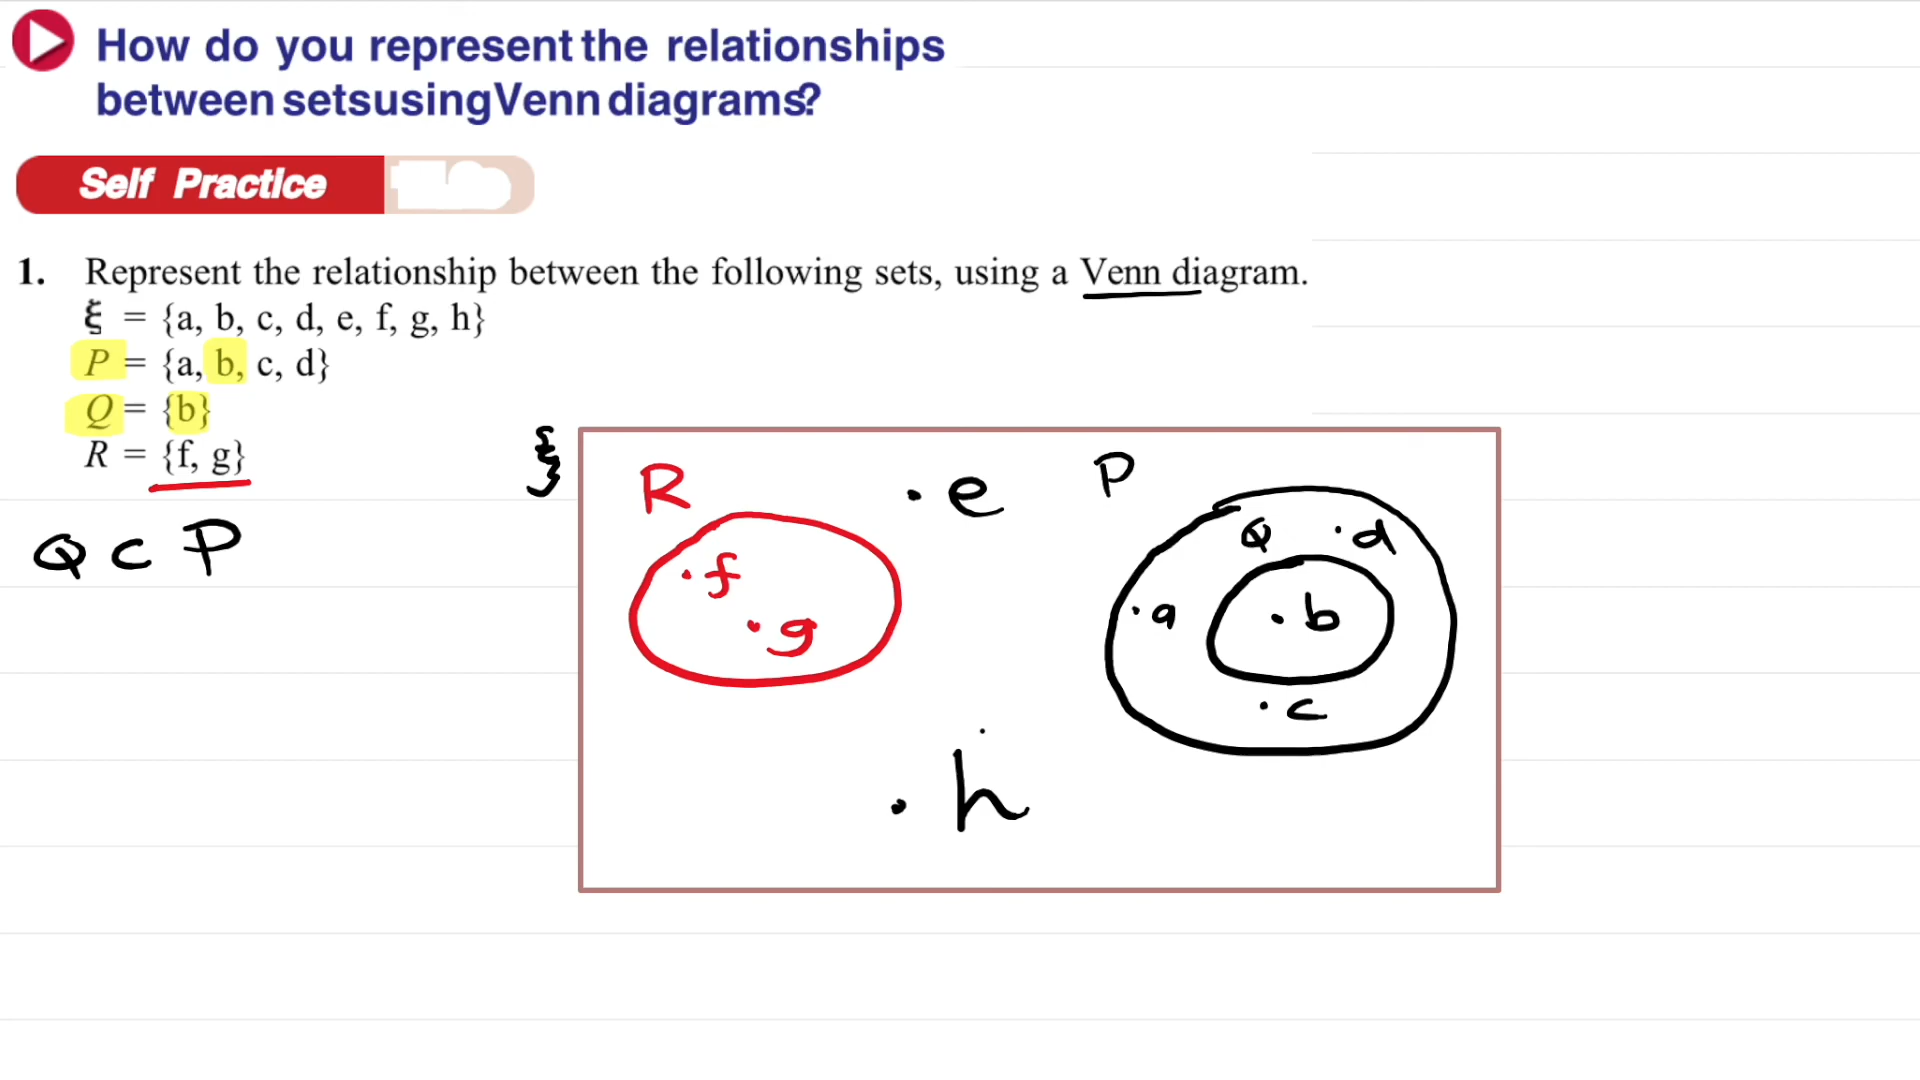 How do you represent the relationships
between sets using Venn diagrams?
Self Practice
1. Represent the relationship between the following sets, using a Venn diagram.
ξ = {a, b, c, d, e, f, g, h}
P = {a, b, c, d}
Q = {b}
R = {f, g}
Q ⊂ P
ξ
R
·f
·g
·e
·h
P
Q
·d
·a
·b
·c